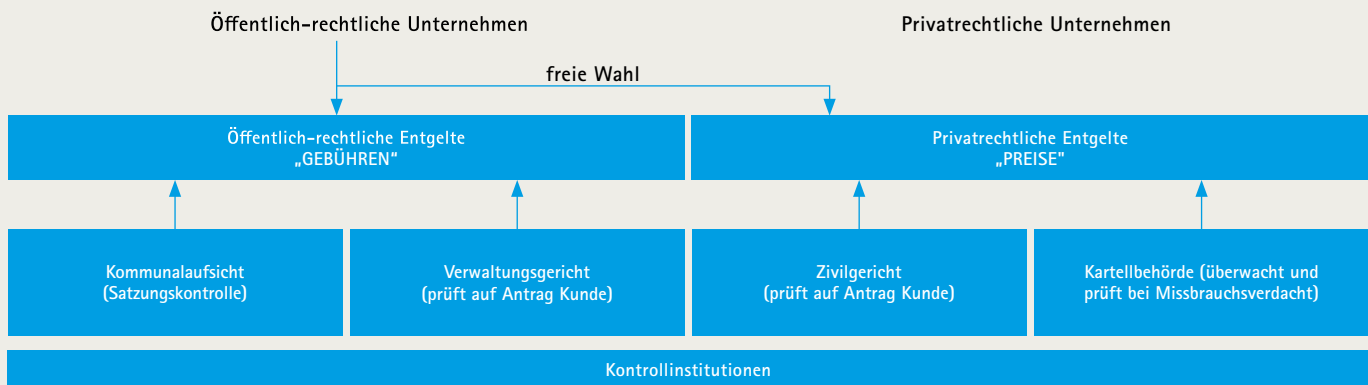 Öffentlich-rechtliche Unternehmen
Privatrechtliche Unternehmen
freie Wahl
Öffentlich-rechtliche Entgelte
„GEBÜHREN“
Privatrechtliche Entgelte
„PREISE"
Kommunalaufsicht
(Satzungskontrolle)
Verwaltungsgericht
(prüft auf Antrag Kunde)
Zivilgericht
(prüft auf Antrag Kunde)
Kartellbehörde (überwacht und
prüft bei Missbrauchsverdacht)
Kontrollinstitutionen